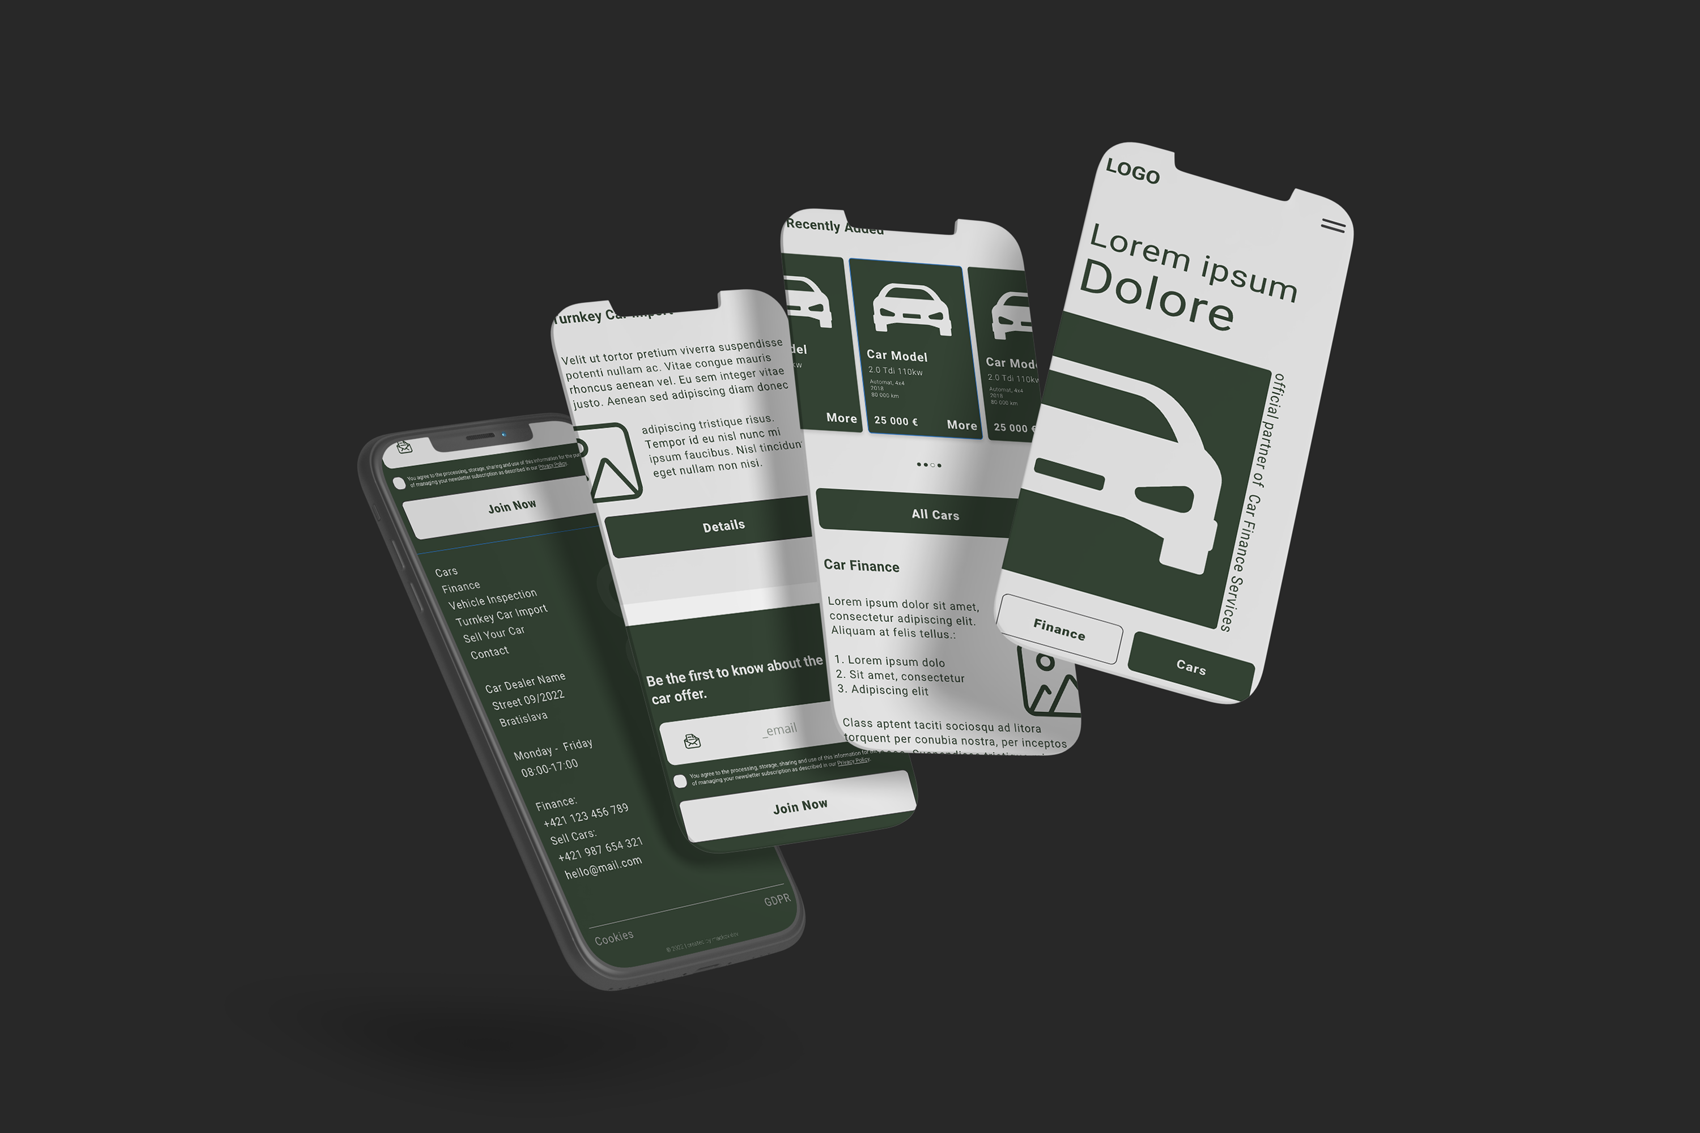 LOGO
Lorem ipsum
Dolore
official partner of Car Finance Services
Finance
Cars
Recently Added
Car Model
2.0 Tdi 110kw
Automat, 4x4
2018
80 000 km
25 000 €
More
More
Car Mod
2.0 Tdi 110kw
Automat, 4x4
2018
80 000 km
25 000 €
All Cars
Car Finance
Lorem ipsum dolor sit amet,
consectetur adipiscing elit.
Aliquam at felis tellus.:
1. Lorem ipsum dolo
2. Sit amet, consectetur
3. Adipiscing elit
Class aptent taciti sociosqu ad litora
torquent per conubia nostra, per inceptos
Turnkey Car Import
Velit ut tortor pretium viverra suspendisse
potenti nullam ac. Vitae congue mauris
rhoncus aenean vel. Eu sem integer vitae
justo. Aenean sed adipiscing diam donec
adipiscing tristique risus.
Tempor id eu nisl nunc mi
ipsum faucibus. Nisl tincidunt
eget nullam non nisi.
Details
Be the first to know about the
car offer.
_email
You agree to the processing, storage, sharing and use of this information for
of managing your newsletter subscription as described in our Privacy Policy.
Join Now
You agree to the processing, storage, sharing and use of this information for the
of managing your newsletter subscription as described in our Privacy Policy.
Join Now
Cars
Finance
Vehicle Inspection
Turnkey Car Import
Sell Your Car
Contact
Car Dealer Name
Street 09/2022
Bratislava
Monday - Friday
08:00-17:00
Finance:
+421 123 456 789
Sell Cars:
+421 987 654 321
hello@mail.com
GDPR
Cookies